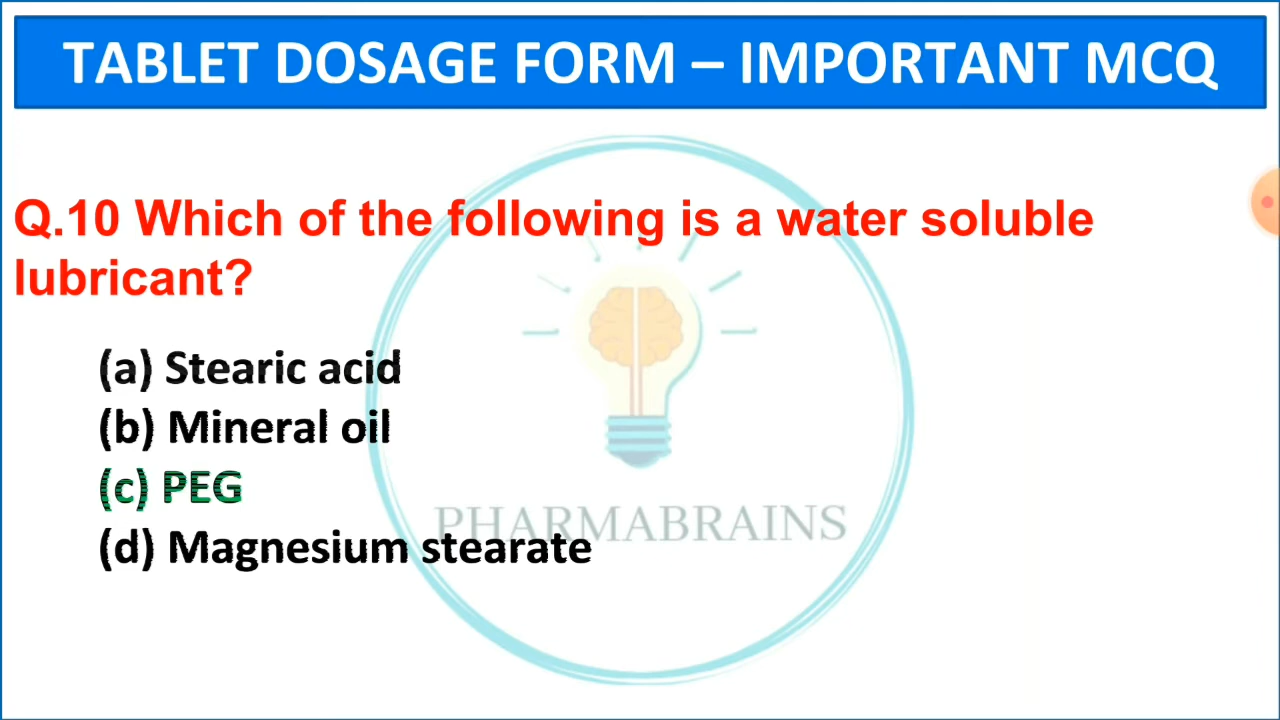 TABLET DOSAGE FORM – IMPORTANT MCQ
Q.10 Which of the following is a water soluble
lubricant?
(a) Stearic acid
(b) Mineral oil
(c) PEG
PHARMABRAINS
(d) Magnesium stearate